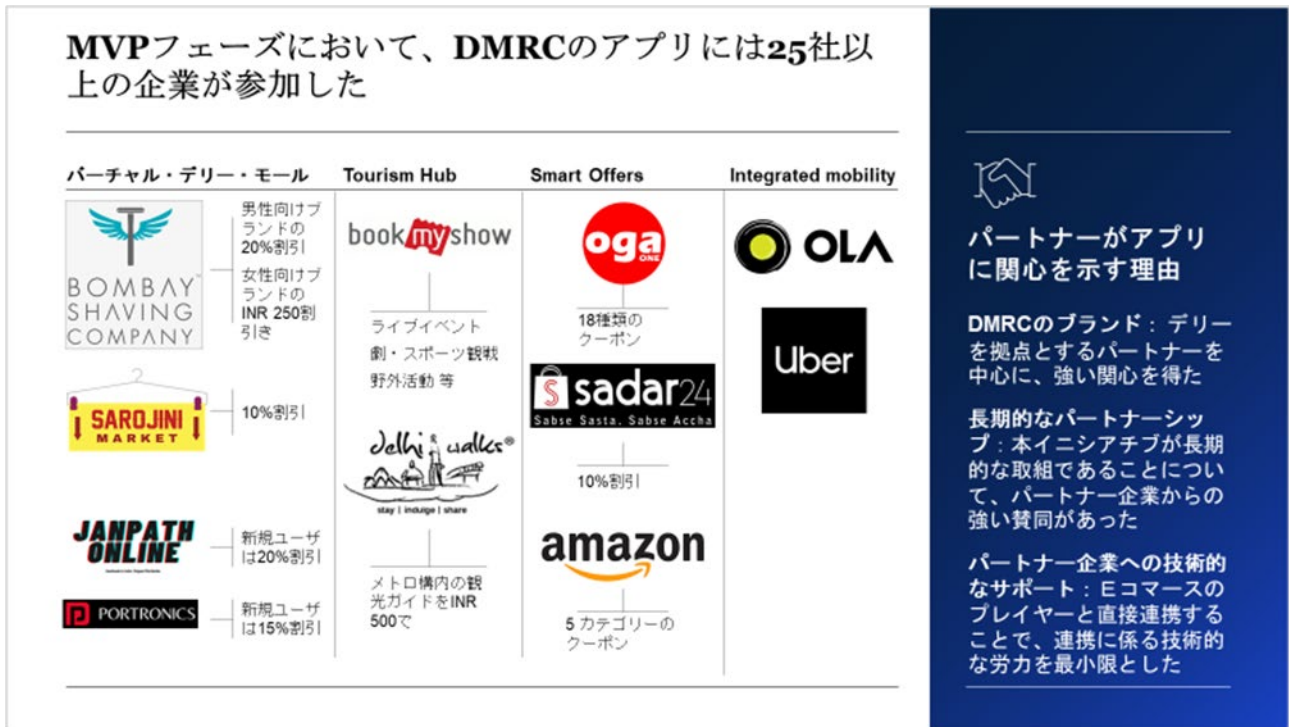 MVPフェーズにおいて、DMRCのアプリには25社以
上の企業が参加した
バーチャル・デリー・モール
BOMBAY
SHAVING
COMPANY
男性向けブ
ランドの
20%割引
女性向けブ
ランドの
INR 250割
引き
SAROJINI
MARKET
10%割引
JANPATH
ONLINE
新規ユーザ
は20%割引
PORTRONICS
新規ユーザ
は15%割引
Tourism Hub
bookmyshow
ライブイベント
劇・スポーツ観戦
野外活動 等
delhi walks®
stay | indulge | share
メトロ構内の観
光ガイドをINR
500で
Smart Offers
oga
ONE
18種類の
クーポン
S sadar24
Sabse Sasta, Sabse Accha
10%割引
amazon
5 カテゴリーの
クーポン
Integrated mobility
OLA
Uber
パートナーがアプリ
に関心を示す理由
DMRCのブランド： デリー
を拠点とするパートナーを
中心に、強い関心を得た
長期的なパートナーシッ
プ：本イニシアチブが長期
的な取組であることについ
て、パートナー企業からの
強い賛同があった
パートナー企業への技術的
なサポート：Ｅコマースの
プレイヤーと直接連携する
ことで、連携に係る技術的
な労力を最小限とした